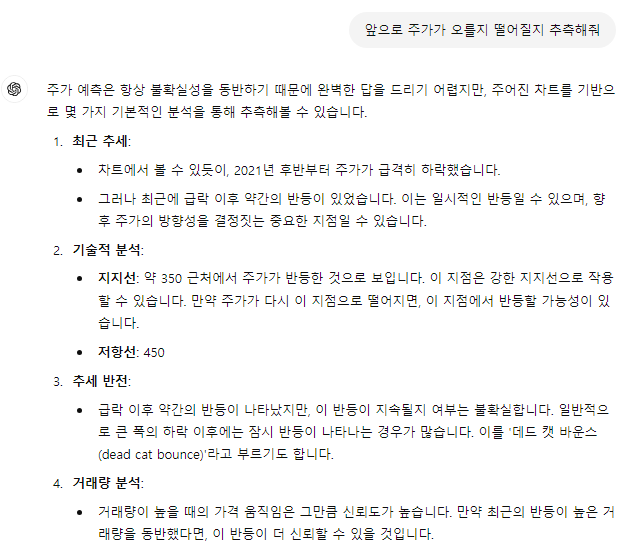 앞으로 주가가 오를지 떨어질지 추측해줘
주가 예측은 항상 불확실성을 동반하기 때문에 완벽한 답을 드리기 어렵지만, 주어진 차트를 기반으
로 몇 가지 기본적인 분석을 통해 추측해볼 수 있습니다.
1. 최근 추세:
• 차트에서 볼 수 있듯이, 2021년 후반부터 주가가 급격히 하락했습니다.
• 그러나 최근에 급락 이후 약간의 반등이 있었습니다. 이는 일시적인 반등일 수 있으며, 향
후 주가의 방향성을 결정짓는 중요한 지점일 수 있습니다.
2. 기술적 분석:
• 지지선: 약 350 근처에서 주가가 반등한 것으로 보입니다. 이 지점은 강한 지지선으로 작용
할 수 있습니다. 만약 주가가 다시 이 지점으로 떨어지면, 이 지점에서 반등할 가능성이 있
습니다.
• 저항선: 450
3. 추세 반전:
• 급락 이후 약간의 반등이 나타났지만, 이 반등이 지속될지 여부는 불확실합니다. 일반적으
로 큰 폭의 하락 이후에는 잠시 반등이 나타나는 경우가 많습니다. 이를 '데드 캣 바운스
(dead cat bounce)'라고 부르기도 합니다.
4. 거래량 분석:
• 거래량이 높을 때의 가격 움직임은 그만큼 신뢰도가 높습니다. 만약 최근의 반등이 높은 거
래량을 동반했다면, 이 반등이 더 신뢰할 수 있을 것입니다.